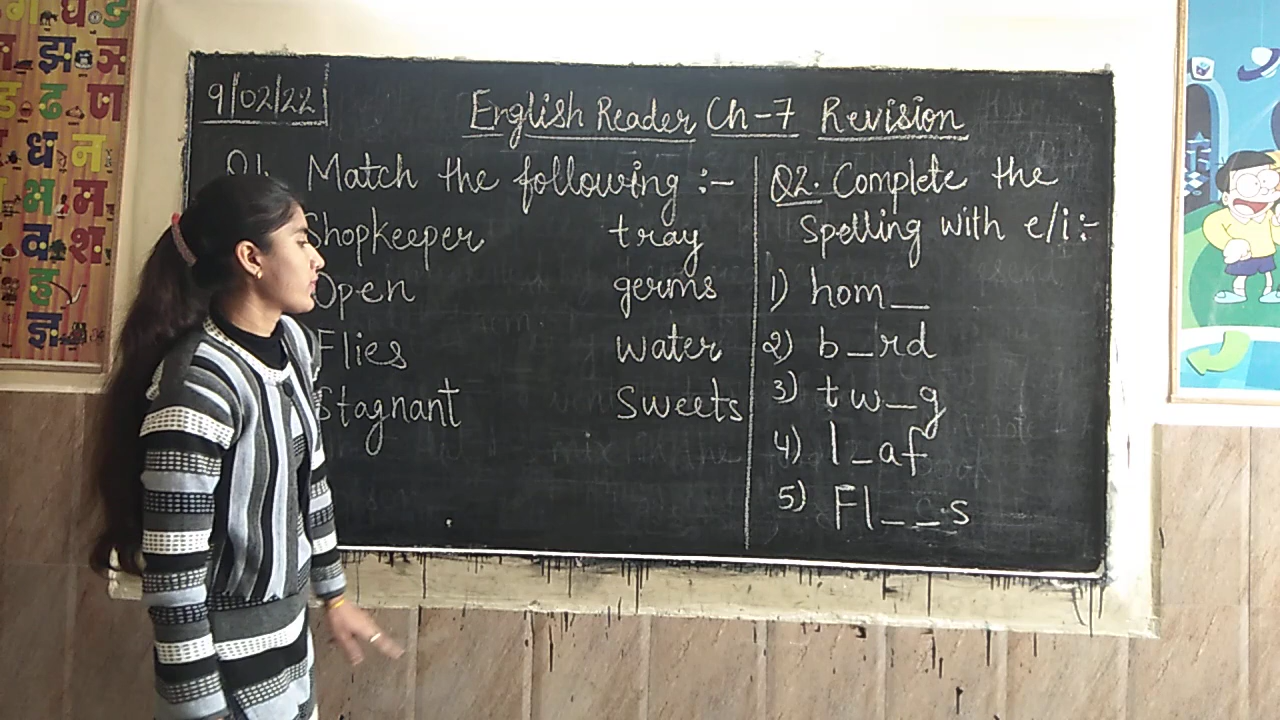 9/02/22
English Reader Ch-7 Revision
Q1. Match the following :-
Shopkeeper tray
Open germs
Flies water
Stagnant Sweets
Q2. Complete the
Spelling with e/i:-
1) hom_
2) b_rd
3) tw_g
4) l_af
5) Fl__s
घ ङ
झ ञ
ड ढ ण
ध न
भ म
व श
ज्ञ